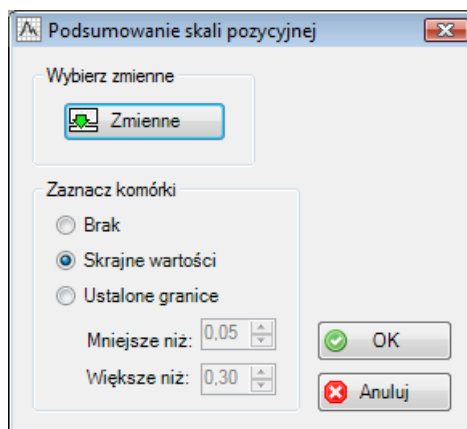 Podsumowanie skali pozycyjnej
Wybierz zmienne
Zmienne
Zaznacz komórki
Brak
Skrajne wartości
Ustalone granice
Mniejsze niż: 0,05
Większe niż: 0,30
OK
Anuluj